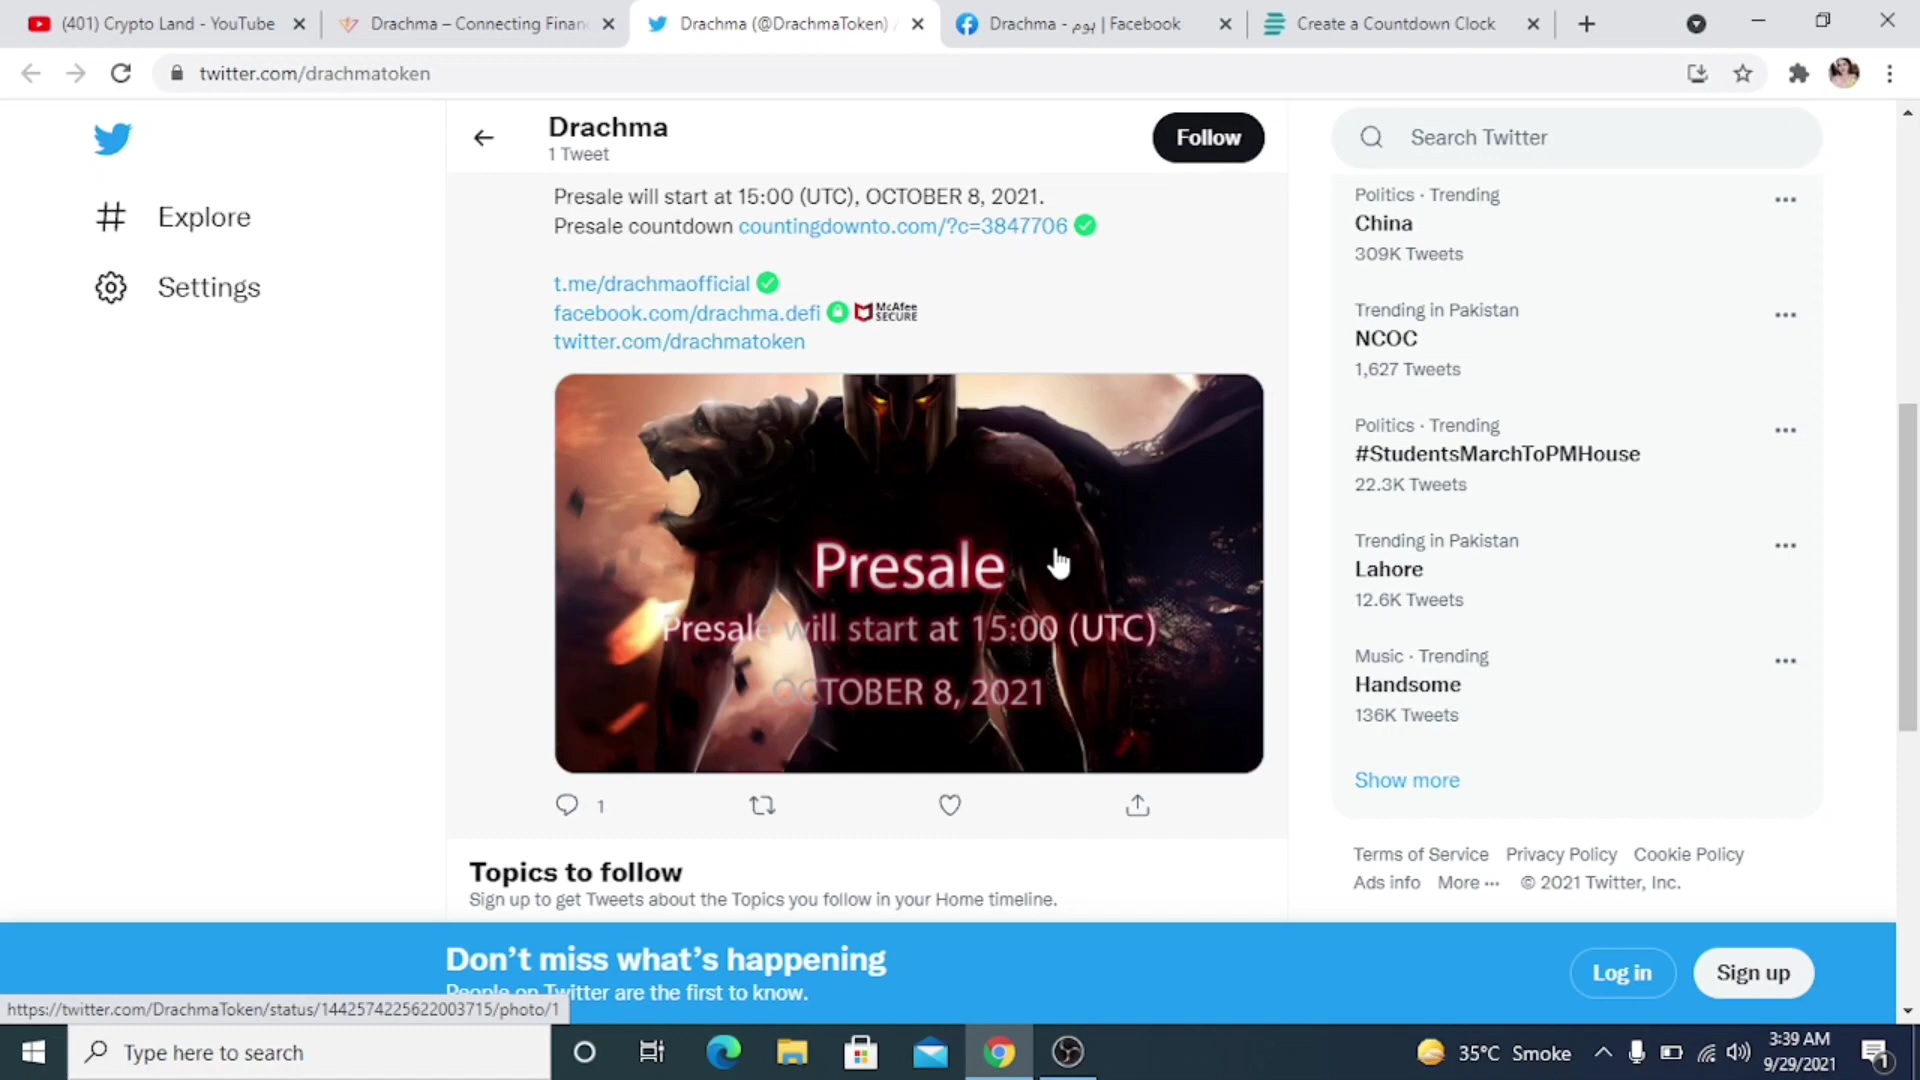 (401) Crypto Land - YouTube
Drachma – Connecting Finan
Drachma (@DrachmaToken) /
Drachma - ہوم | Facebook
Create a Countdown Clock
twitter.com/drachmatoken
Explore
Settings
Drachma
1 Tweet
Follow
Presale will start at 15:00 (UTC), OCTOBER 8, 2021.
Presale countdown countingdownto.com/?c=3847706
t.me/drachmaofficial
facebook.com/drachma.defi McAfee SECURE
twitter.com/drachmatoken
Presale
Presale will start at 15:00 (UTC)
OCTOBER 8, 2021
1
Topics to follow
Sign up to get Tweets about the Topics you follow in your Home timeline.
Search Twitter
Politics · Trending
China
309K Tweets
Trending in Pakistan
NCOC
1,627 Tweets
Politics · Trending
#StudentsMarchToPMHouse
22.3K Tweets
Trending in Pakistan
Lahore
12.6K Tweets
Music · Trending
Handsome
136K Tweets
Show more
Terms of Service Privacy Policy Cookie Policy
Ads info More ··· © 2021 Twitter, Inc.
Don't miss what's happening
People on Twitter are the first to know.
Log in
Sign up
https://twitter.com/DrachmaToken/status/1442574225622003715/photo/1
Type here to search
35°C Smoke
3:39 AM
9/29/2021
1